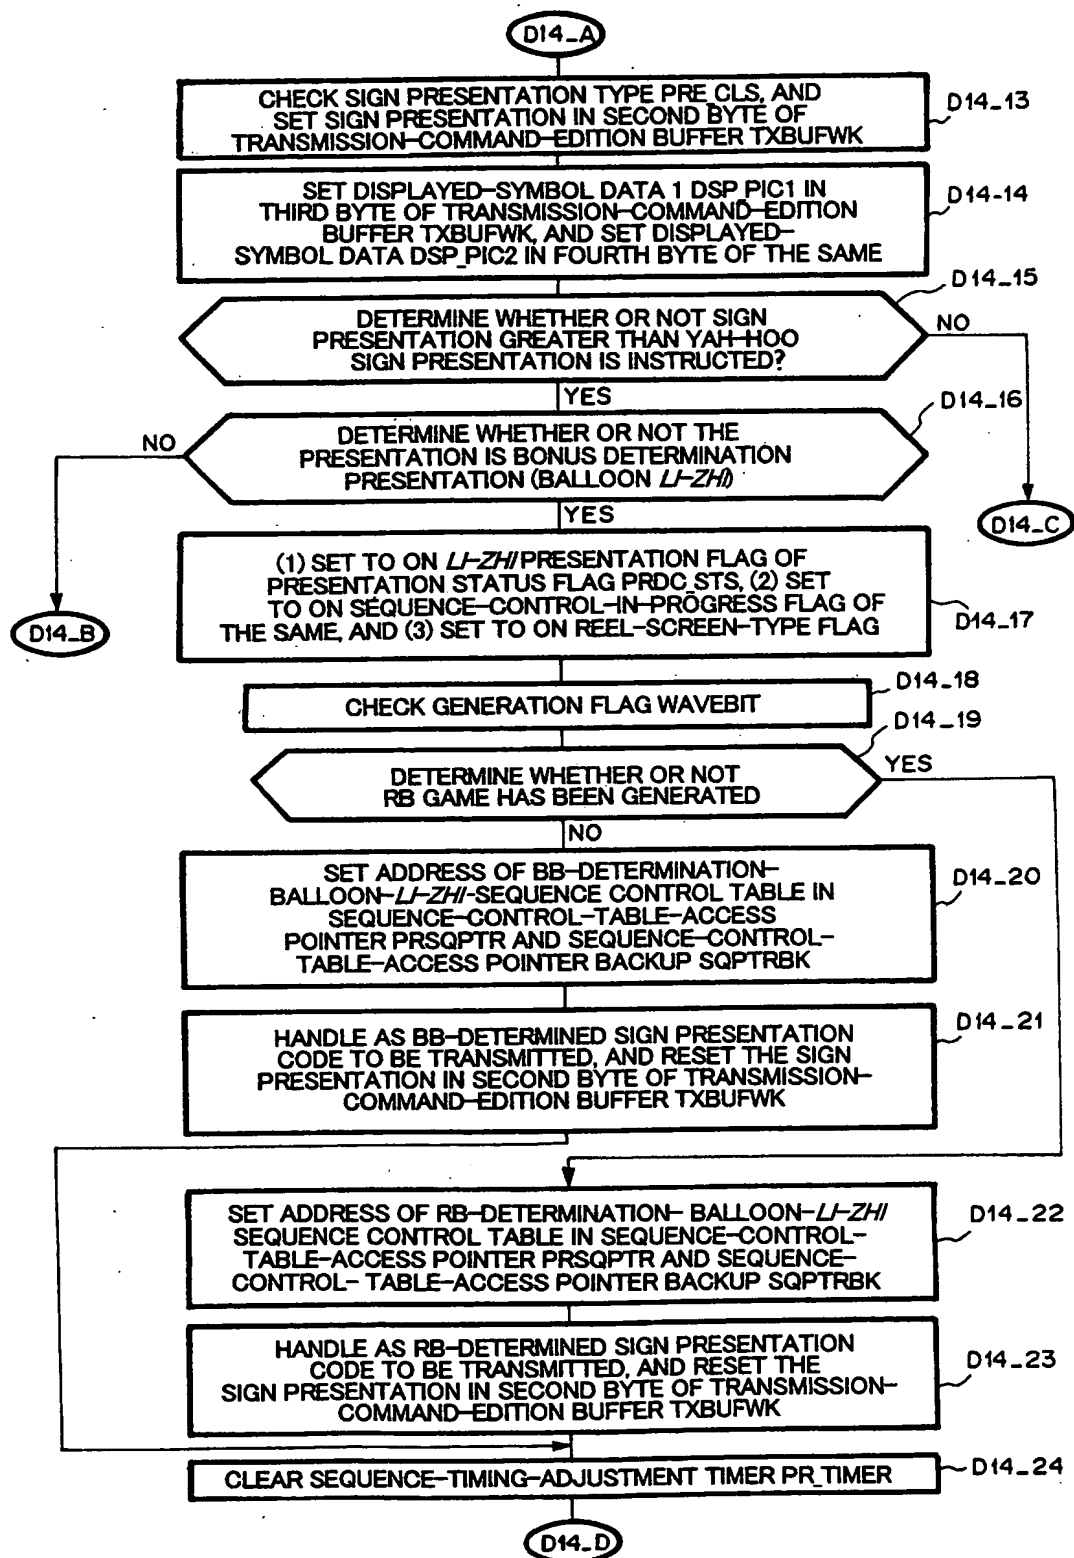 D14_A
CHECK SIGN PRESENTATION TYPE PRE_CLS, AND
SET SIGN PRESENTATION IN SECOND BYTE OF
TRANSMISSION-COMMAND-EDITION BUFFER TXBUFWK
D14_13
SET DISPLAYED-SYMBOL DATA 1 DSP_PIC1 IN
THIRD BYTE OF TRANSMISSION-COMMAND-EDITION
BUFFER TXBUFWK, AND SET DISPLAYED-
SYMBOL DATA DSP_PIC2 IN FOURTH BYTE OF THE SAME
D14_14
D14_15
DETERMINE WHETHER OR NOT SIGN
PRESENTATION GREATER THAN YAH-HOO
SIGN PRESENTATION IS INSTRUCTED?
NO
YES
D14_16
NO
DETERMINE WHETHER OR NOT THE
PRESENTATION IS BONUS DETERMINATION
PRESENTATION (BALLOON LI-ZHI)
YES
D14_C
(1) SET TO ON LI-ZHI PRESENTATION FLAG OF
PRESENTATION STATUS FLAG PRDC_STS, (2) SET
TO ON SEQUENCE-CONTROL-IN-PROGRESS FLAG OF
THE SAME, AND (3) SET TO ON REEL-SCREEN-TYPE FLAG
D14_B
D14_17
D14_18
CHECK GENERATION FLAG WAVEBIT
D14_19
DETERMINE WHETHER OR NOT
RB GAME HAS BEEN GENERATED
YES
NO
SET ADDRESS OF BB-DETERMINATION-
BALLOON-LI-ZHI-SEQUENCE CONTROL TABLE IN
SEQUENCE-CONTROL-TABLE-ACCESS
POINTER PRSQPTR AND SEQUENCE-CONTROL-
TABLE-ACCESS POINTER BACKUP SQPTRBK
D14_20
HANDLE AS BB-DETERMINED SIGN PRESENTATION
CODE TO BE TRANSMITTED, AND RESET THE SIGN
PRESENTATION IN SECOND BYTE OF TRANSMISSION-
COMMAND-EDITION BUFFER TXBUFWK
D14_21
SET ADDRESS OF RB-DETERMINATION- BALLOON-LI-ZHI
SEQUENCE CONTROL TABLE IN SEQUENCE-CONTROL-
TABLE-ACCESS POINTER PRSQPTR AND SEQUENCE-
CONTROL- TABLE-ACCESS POINTER BACKUP SQPTRBK
D14_22
HANDLE AS RB-DETERMINED SIGN PRESENTATION
CODE TO BE TRANSMITTED, AND RESET THE
SIGN PRESENTATION IN SECOND BYTE OF TRANSMISSION-
COMMAND-EDITION BUFFER TXBUFWK
D14_23
CLEAR SEQUENCE-TIMING-ADJUSTMENT TIMER PR_TIMER
D14_24
D14_D